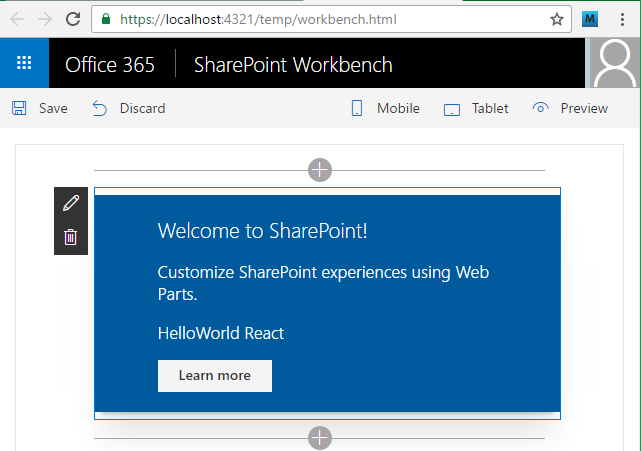 https://localhost:4321/temp/workbench.html
M
Office 365 SharePoint Workbench
Save Discard Mobile Tablet Preview
Welcome to SharePoint!
Customize SharePoint experiences using Web
Parts.
HelloWorld React
Learn more